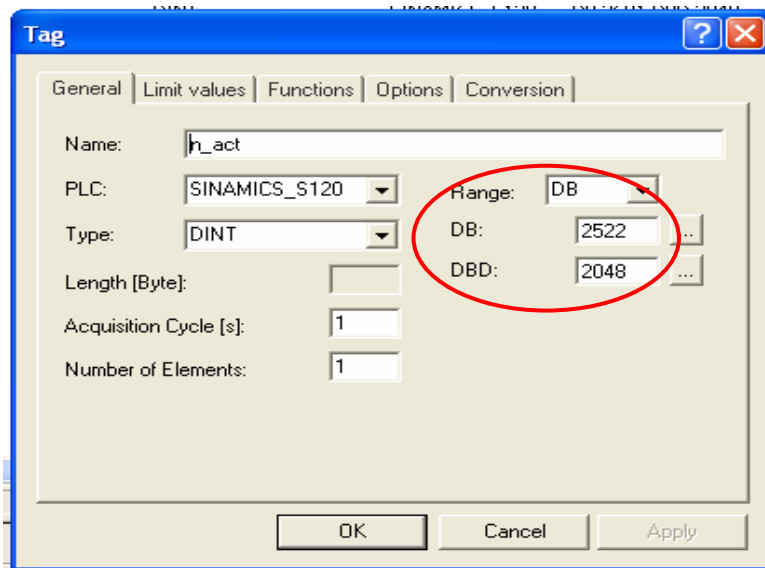 Tag
General Limit values Functions Options Conversion
Name: n_act
PLC: SINAMICS_S120 Range: DB
Type: DINT DB: 2522 ...
Length [Byte]: DBD: 2048 ...
Acquisition Cycle [s]: 1
Number of Elements: 1
OK Cancel Apply